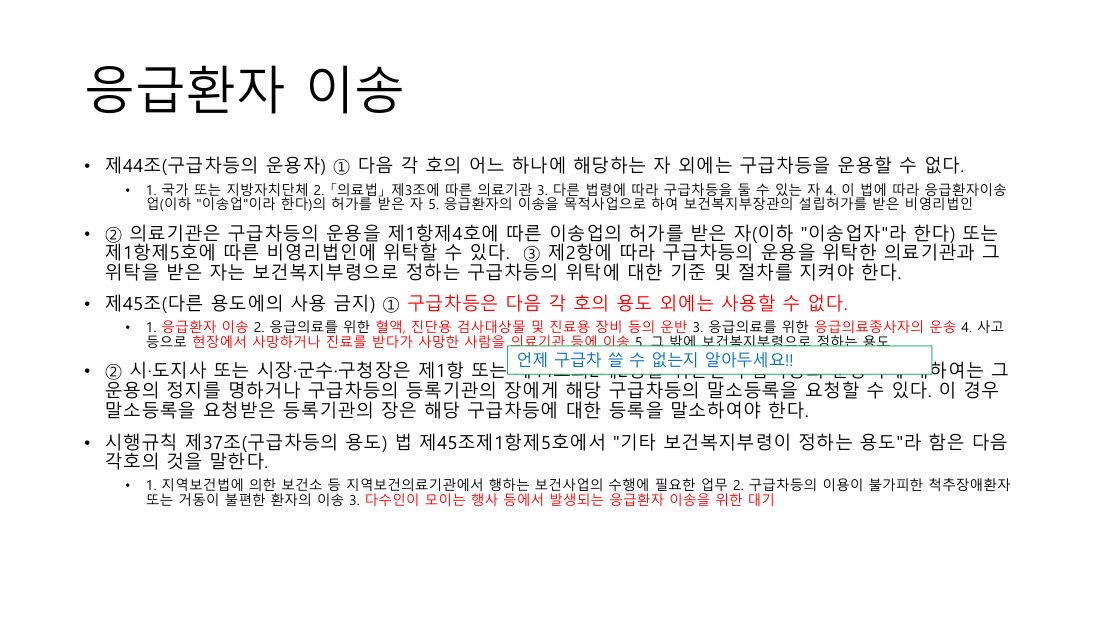 응급환자 이송
• 제44조(구급차등의 운용자) ① 다음 각 호의 어느 하나에 해당하는 자 외에는 구급차등을 운용할 수 없다.
• 1. 국가 또는 지방자치단체 2.「의료법」제3조에 따른 의료기관 3. 다른 법령에 따라 구급차등을 둘 수 있는 자 4. 이 법에 따라 응급환자이송
업(이하 "이송업"이라 한다)의 허가를 받은 자 5. 응급환자의 이송을 목적사업으로 하여 보건복지부장관의 설립허가를 받은 비영리법인
• ② 의료기관은 구급차등의 운용을 제1항제4호에 따른 이송업의 허가를 받은 자(이하 "이송업자"라 한다) 또는
제1항제5호에 따른 비영리법인에 위탁할 수 있다. ③ 제2항에 따라 구급차등의 운용을 위탁한 의료기관과 그
위탁을 받은 자는 보건복지부령으로 정하는 구급차등의 위탁에 대한 기준 및 절차를 지켜야 한다.
• 제45조(다른 용도에의 사용 금지) ① 구급차등은 다음 각 호의 용도 외에는 사용할 수 없다.
• 1. 응급환자 이송 2. 응급의료를 위한 혈액, 진단용 검사대상물 및 진료용 장비 등의 운반 3. 응급의료를 위한 응급의료종사자의 운송 4. 사고
등으로 현장에서 사망하거나 진료를 받다가 사망한 사람을 의료기관 등에 이송 5. 그 밖에 보건복지부령으로 정하는 용도
언제 구급차 쓸 수 없는지 알아두세요!!
• ② 시·도지사 또는 시장·군수·구청장은 제1항 또는 하여는 그
운용의 정지를 명하거나 구급차등의 등록기관의 장에게 해당 구급차등의 말소등록을 요청할 수 있다. 이 경우
말소등록을 요청받은 등록기관의 장은 해당 구급차등에 대한 등록을 말소하여야 한다.
• 시행규칙 제37조(구급차등의 용도) 법 제45조제1항제5호에서 "기타 보건복지부령이 정하는 용도"라 함은 다음
각호의 것을 말한다.
• 1. 지역보건법에 의한 보건소 등 지역보건의료기관에서 행하는 보건사업의 수행에 필요한 업무 2. 구급차등의 이용이 불가피한 척추장애환자
또는 거동이 불편한 환자의 이송 3. 다수인이 모이는 행사 등에서 발생되는 응급환자 이송을 위한 대기